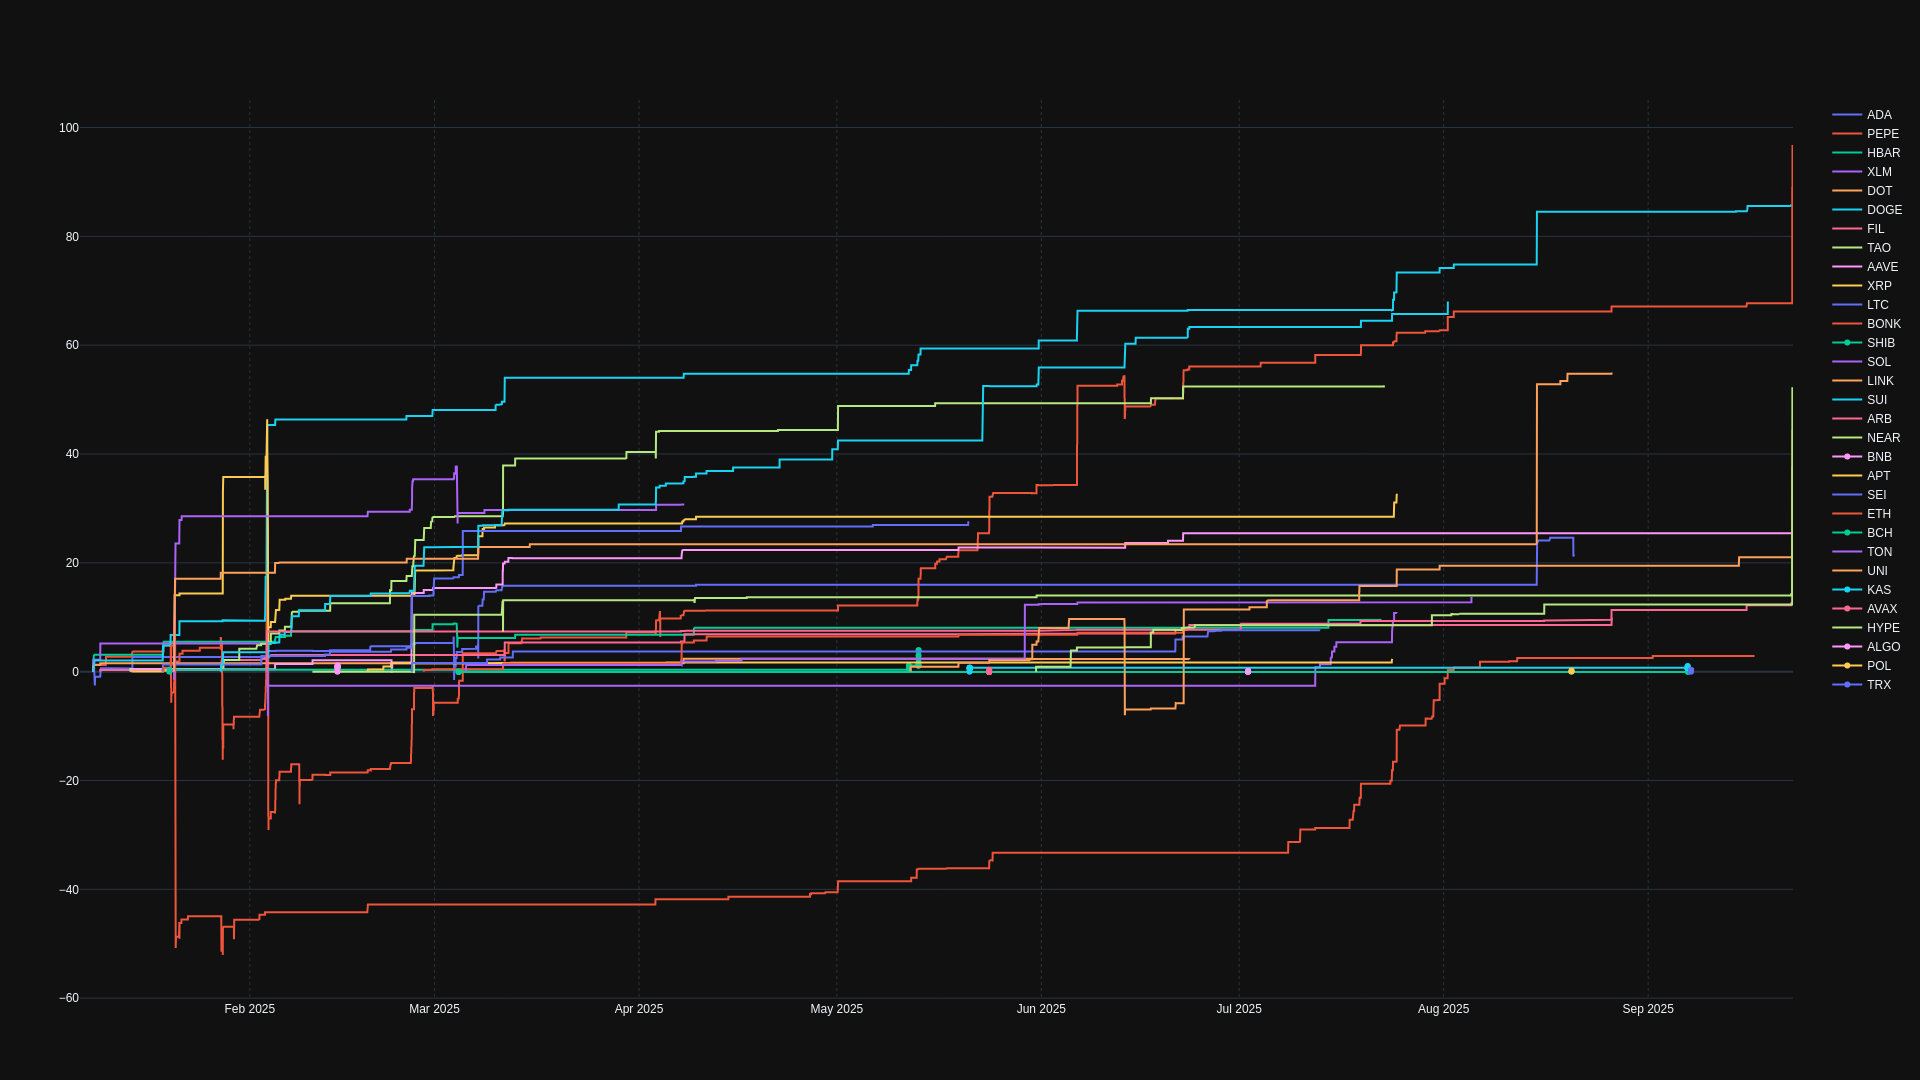 100
80
60
40
20
0
−20
−40
−60
Feb 2025
Mar 2025
Apr 2025
May 2025
Jun 2025
Jul 2025
Aug 2025
Sep 2025
ADA
PEPE
HBAR
XLM
DOT
DOGE
FIL
TAO
AAVE
XRP
LTC
BONK
SHIB
SOL
LINK
SUI
ARB
NEAR
BNB
APT
SEI
ETH
BCH
TON
UNI
KAS
AVAX
HYPE
ALGO
POL
TRX